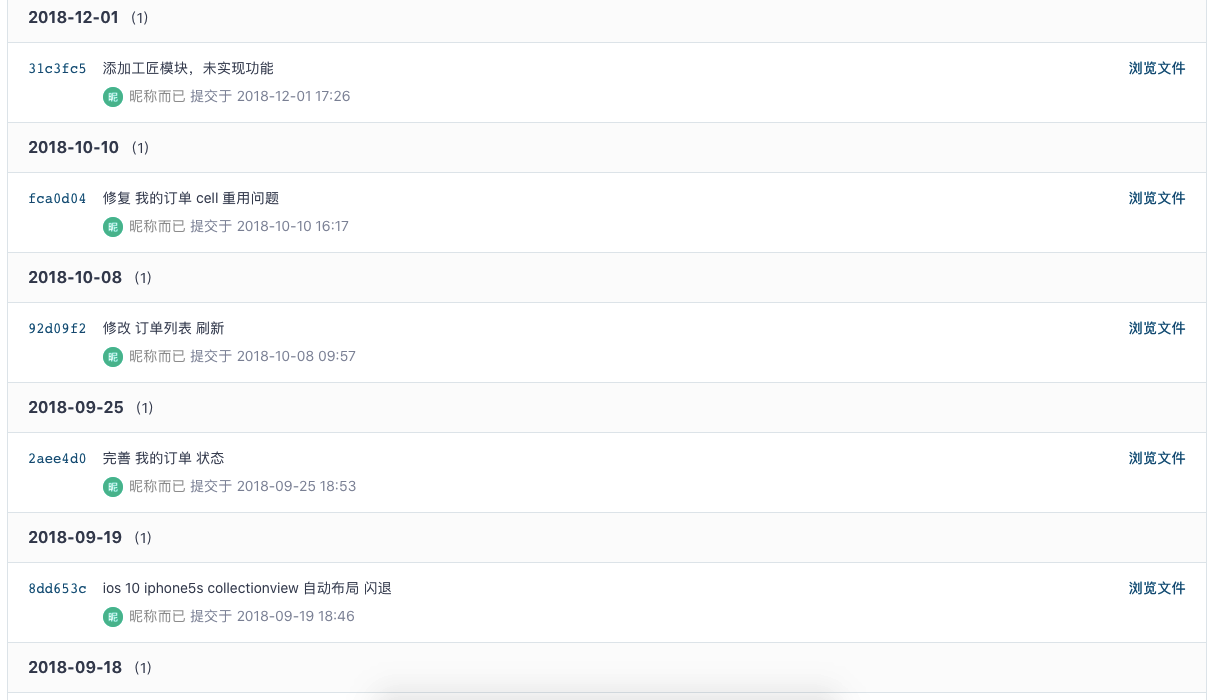 2018-12-01 (1)
31c3fc5 添加工匠模块，未实现功能 浏览文件
昵 昵称而已 提交于 2018-12-01 17:26
2018-10-10 (1)
fca0d04 修复 我的订单 cell 重用问题 浏览文件
昵 昵称而已 提交于 2018-10-10 16:17
2018-10-08 (1)
92d09f2 修改 订单列表 刷新 浏览文件
昵 昵称而已 提交于 2018-10-08 09:57
2018-09-25 (1)
2aee4d0 完善 我的订单 状态 浏览文件
昵 昵称而已 提交于 2018-09-25 18:53
2018-09-19 (1)
8dd653c ios 10 iphone5s collectionview 自动布局 闪退 浏览文件
昵 昵称而已 提交于 2018-09-19 18:46
2018-09-18 (1)